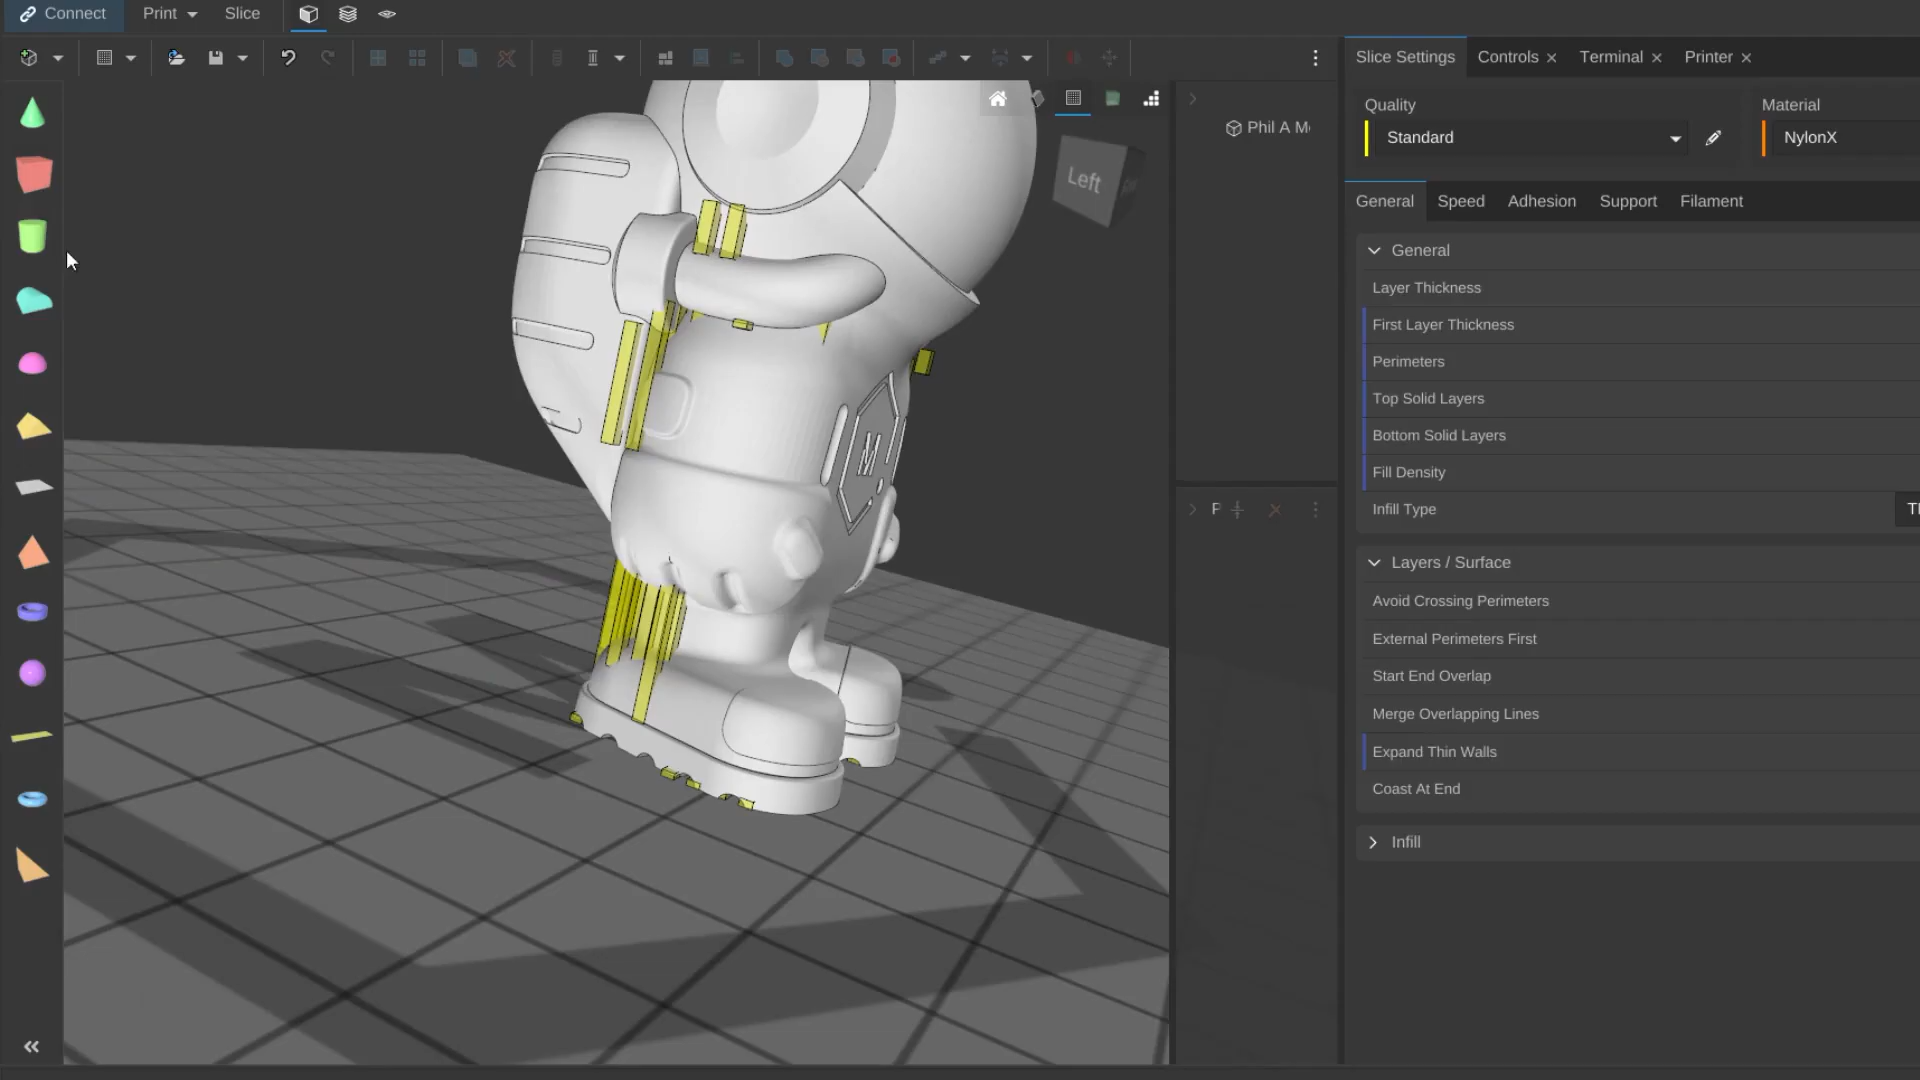 Connect Print Slice
Slice Settings Controls Terminal Printer
Quality Material
Standard NylonX
Phil A M
Left
General Speed Adhesion Support Filament
General
Layer Thickness
First Layer Thickness
Perimeters
Top Solid Layers
Bottom Solid Layers
Fill Density
P Infill Type
M
Layers / Surface
Avoid Crossing Perimeters
External Perimeters First
Start End Overlap
Merge Overlapping Lines
Expand Thin Walls
Coast At End
Infill